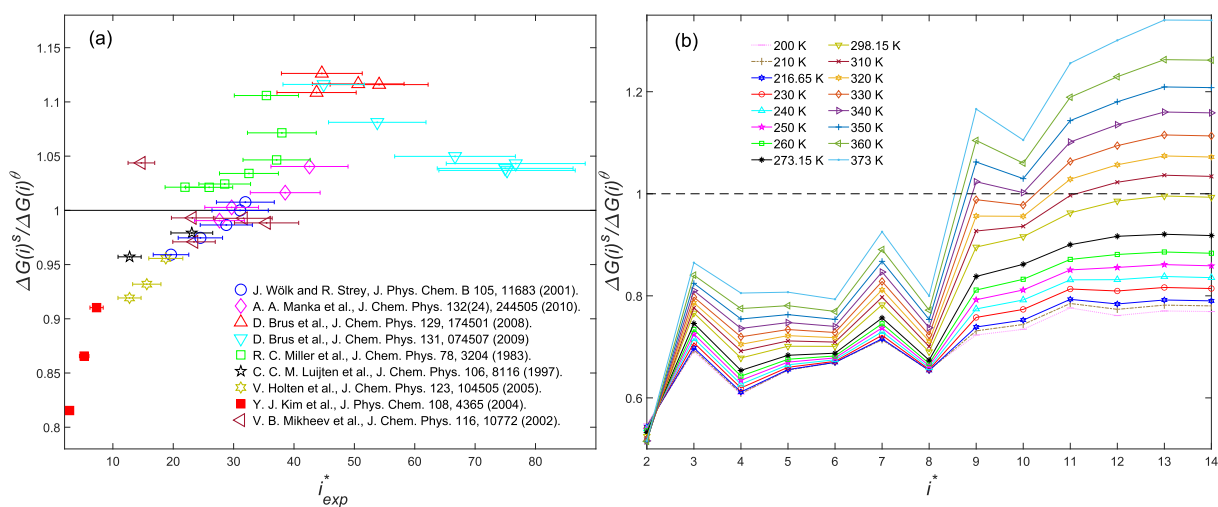 (a)
ΔG(i)^s/ΔG(i)^θ
1.15
1.1
1.05
1
0.95
0.9
0.85
0.8
J. Wölk and R. Strey, J. Phys. Chem. B 105, 11683 (2001).
A. A. Manka et al., J. Chem. Phys. 132(24), 244505 (2010).
D. Brus et al., J. Chem. Phys. 129, 174501 (2008).
D. Brus et al., J. Chem. Phys. 131, 074507 (2009)
R. C. Miller et al., J. Chem. Phys. 78, 3204 (1983).
C. C. M. Luijten et al., J. Chem. Phys. 106, 8116 (1997).
V. Holten et al., J. Chem. Phys. 123, 104505 (2005).
Y. J. Kim et al., J. Phys. Chem. 108, 4365 (2004).
V. B. Mikheev et al., J. Chem. Phys. 116, 10772 (2002).
10 20 30 40 50 60 70 80
i*exp
(b)
ΔG(i)^s/ΔG(i)^θ
1.2
1
0.8
0.6
200 K
210 K
216.65 K
230 K
240 K
250 K
260 K
273.15 K
298.15 K
310 K
320 K
330 K
340 K
350 K
360 K
373 K
2 3 4 5 6 7 8 9 10 11 12 13 14
i*